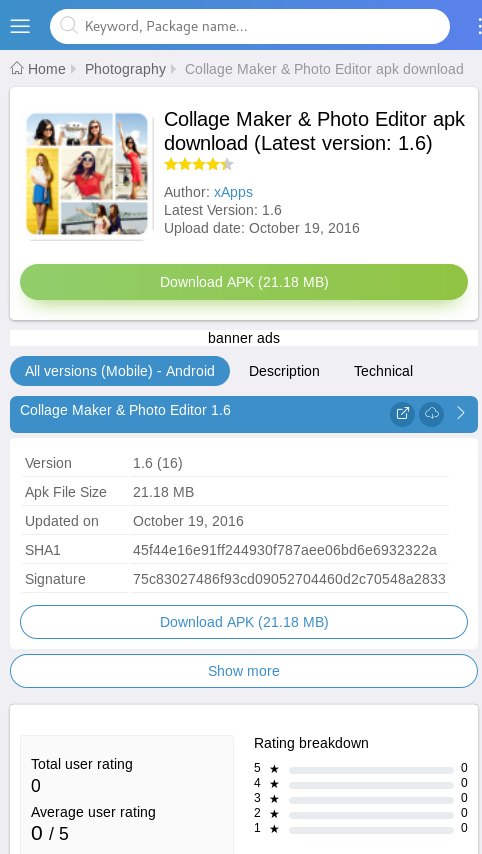 Keyword, Package name...
Home Photography Collage Maker & Photo Editor apk download
Collage Maker & Photo Editor apk
download (Latest version: 1.6)
Author: xApps
Latest Version: 1.6
Upload date: October 19, 2016
Download APK (21.18 MB)
banner ads
All versions (Mobile) - Android Description Technical
Collage Maker & Photo Editor 1.6
Version 1.6 (16)
Apk File Size 21.18 MB
Updated on October 19, 2016
SHA1 45f44e16e91ff244930f787aee06bd6e6932322a
Signature 75c83027486f93cd09052704460d2c70548a2833
Download APK (21.18 MB)
Show more
Total user rating
0
Average user rating
0 / 5
Rating breakdown
5 ★ 0
4 ★ 0
3 ★ 0
2 ★ 0
1 ★ 0